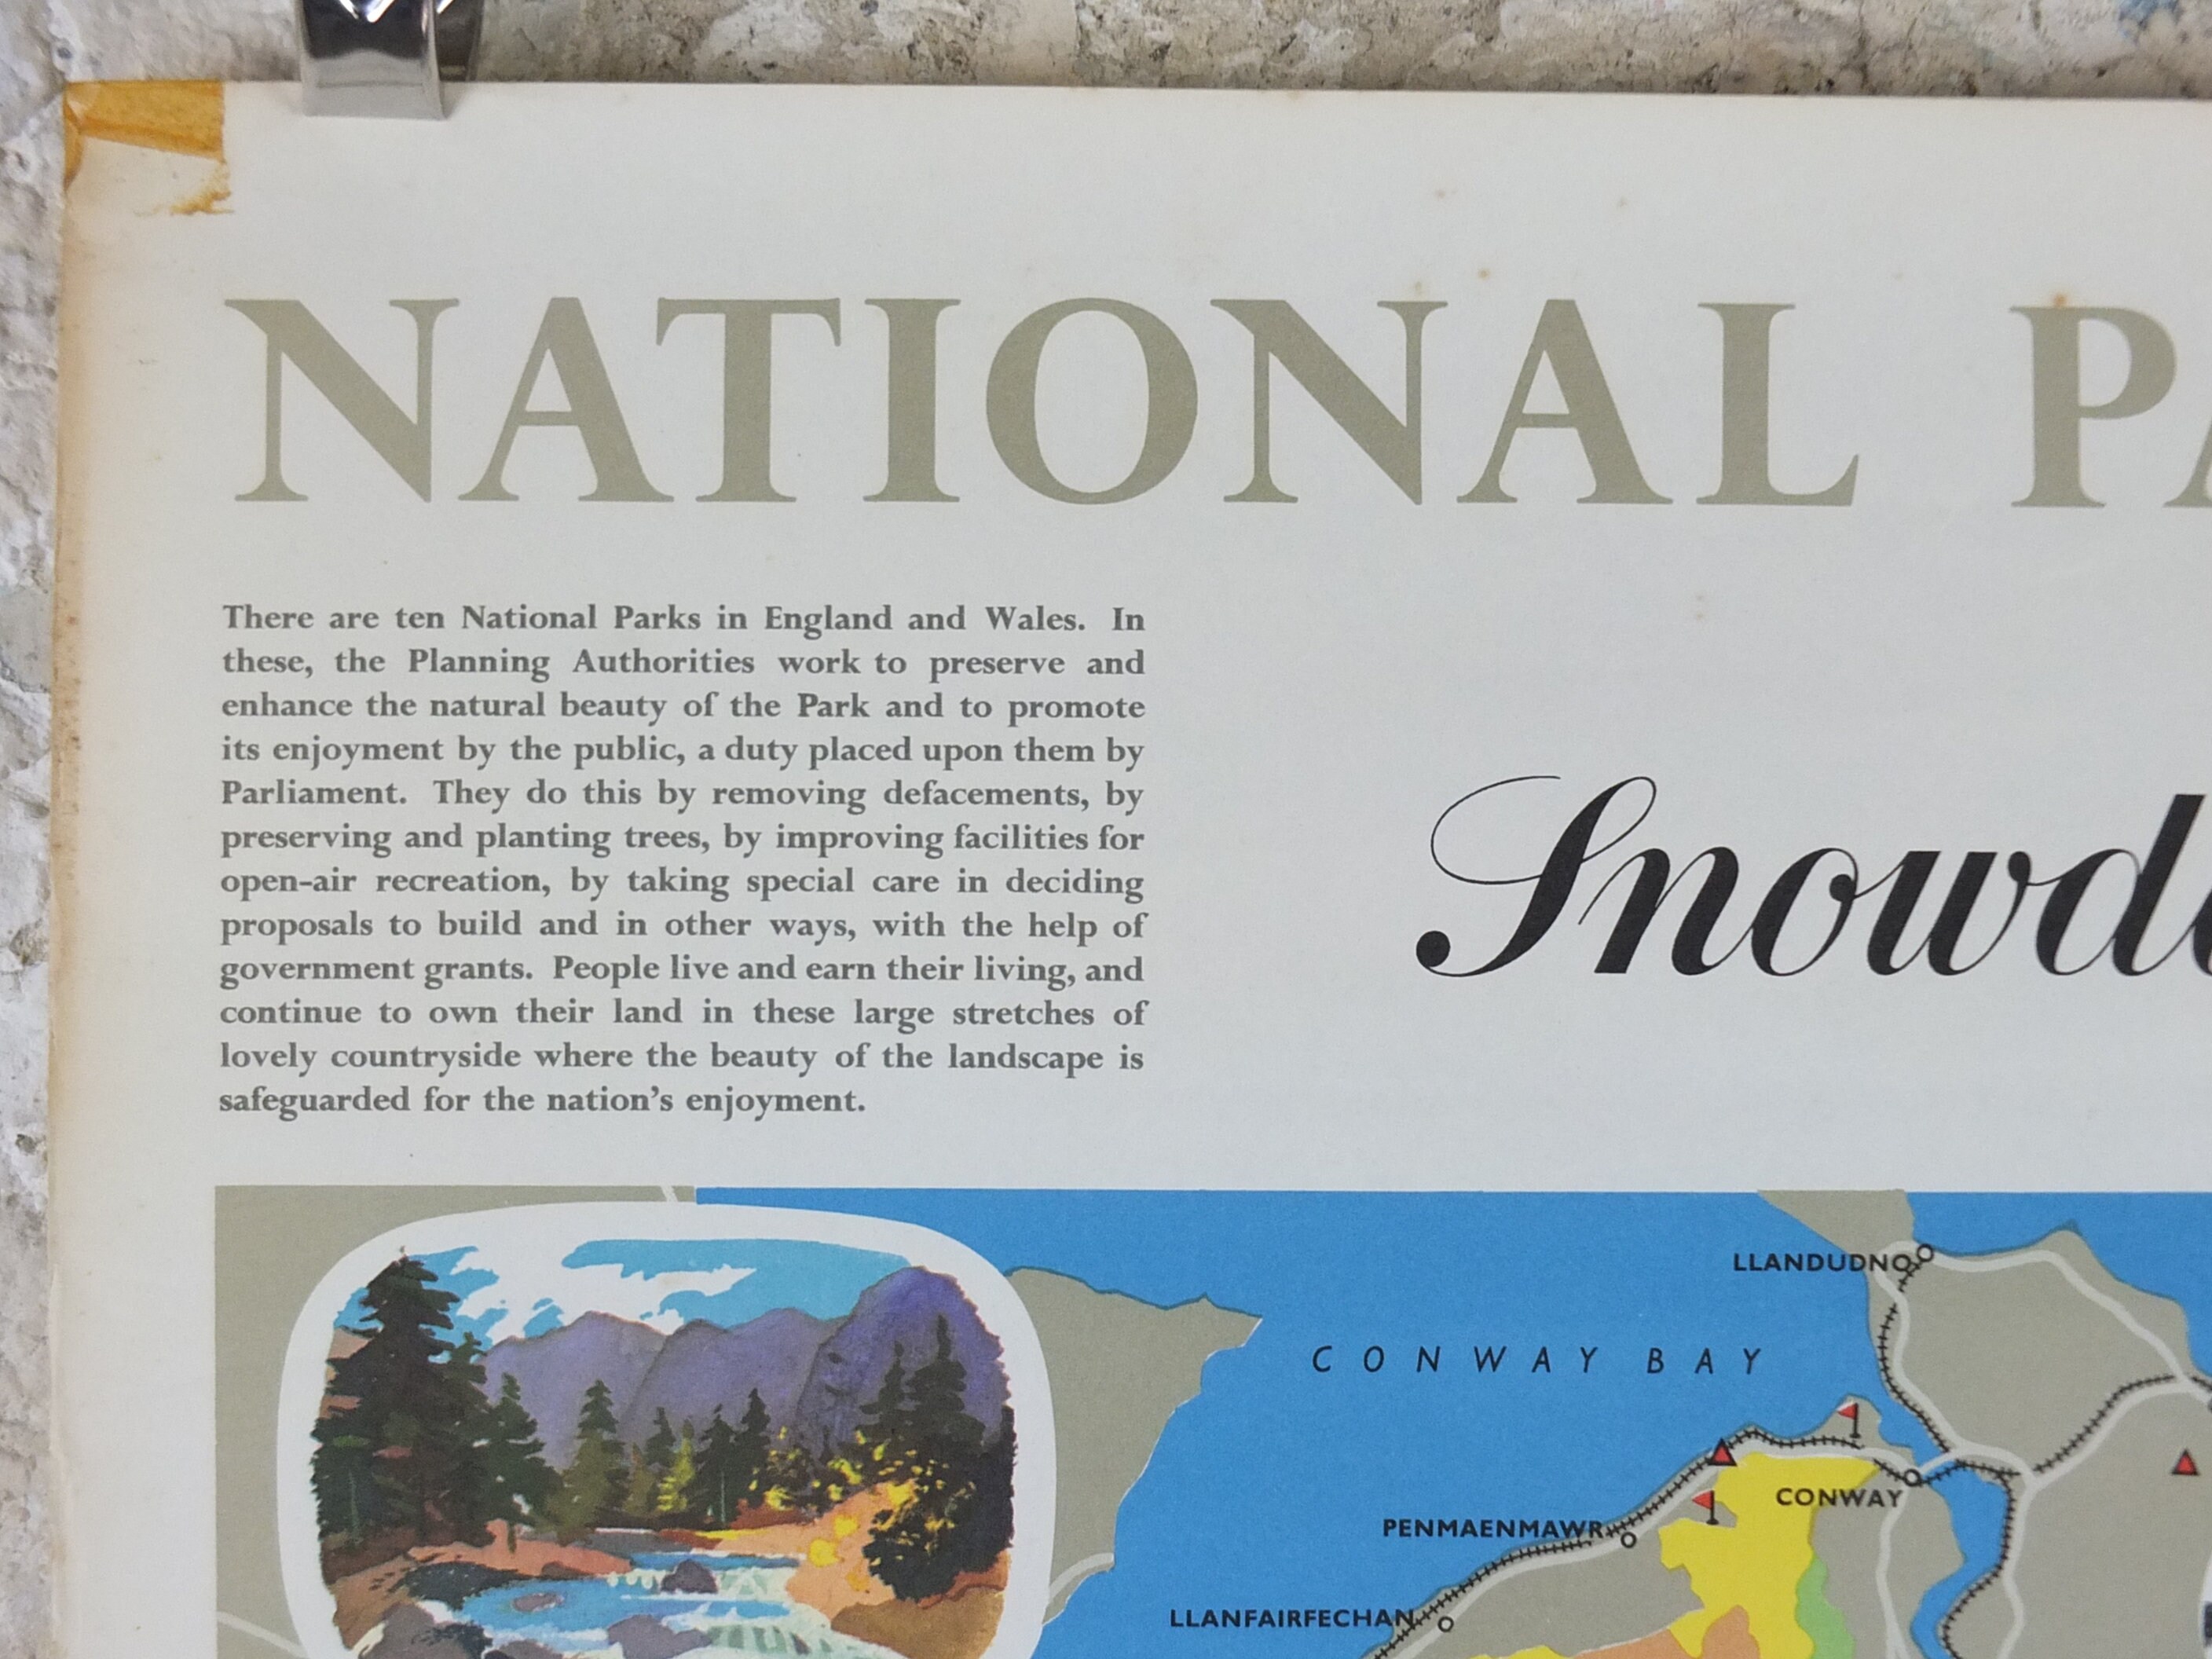 NATIONAL
There are ten National Parks in England and Wales. In
these, the Planning Authorities work to preserve and
enhance the natural beauty of the Park and to promote
its enjoyment by the public, a duty placed upon them by
Parliament. They do this by removing defacements, by
preserving and planting trees, by improving facilities for
open-air recreation, by taking special care in deciding
proposals to build and in other ways, with the help of
government grants. People live and earn their living, and
continue to own their land in these large stretches of
lovely countryside where the beauty of the landscape is
safeguarded for the nation's enjoyment.
LLANDUDNO
CONWAY BAY
CONWAY
PENMAENMAWR
LLANFAIRFECHAN